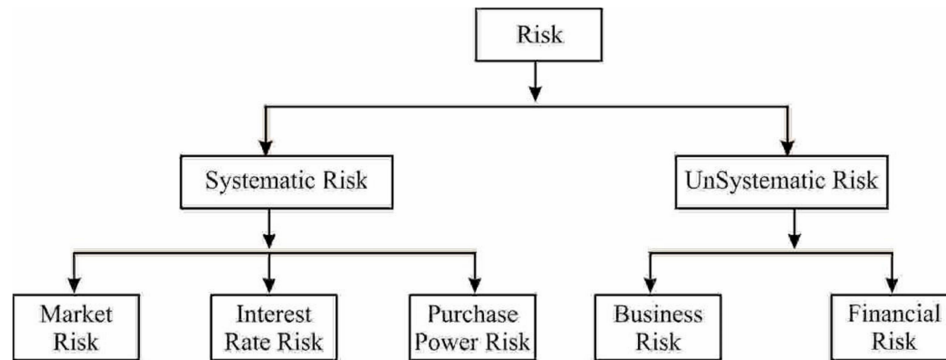 Risk
Systematic Risk
UnSystematic Risk
Market
Risk
Interest
Rate Risk
Purchase
Power Risk
Business
Risk
Financial
Risk